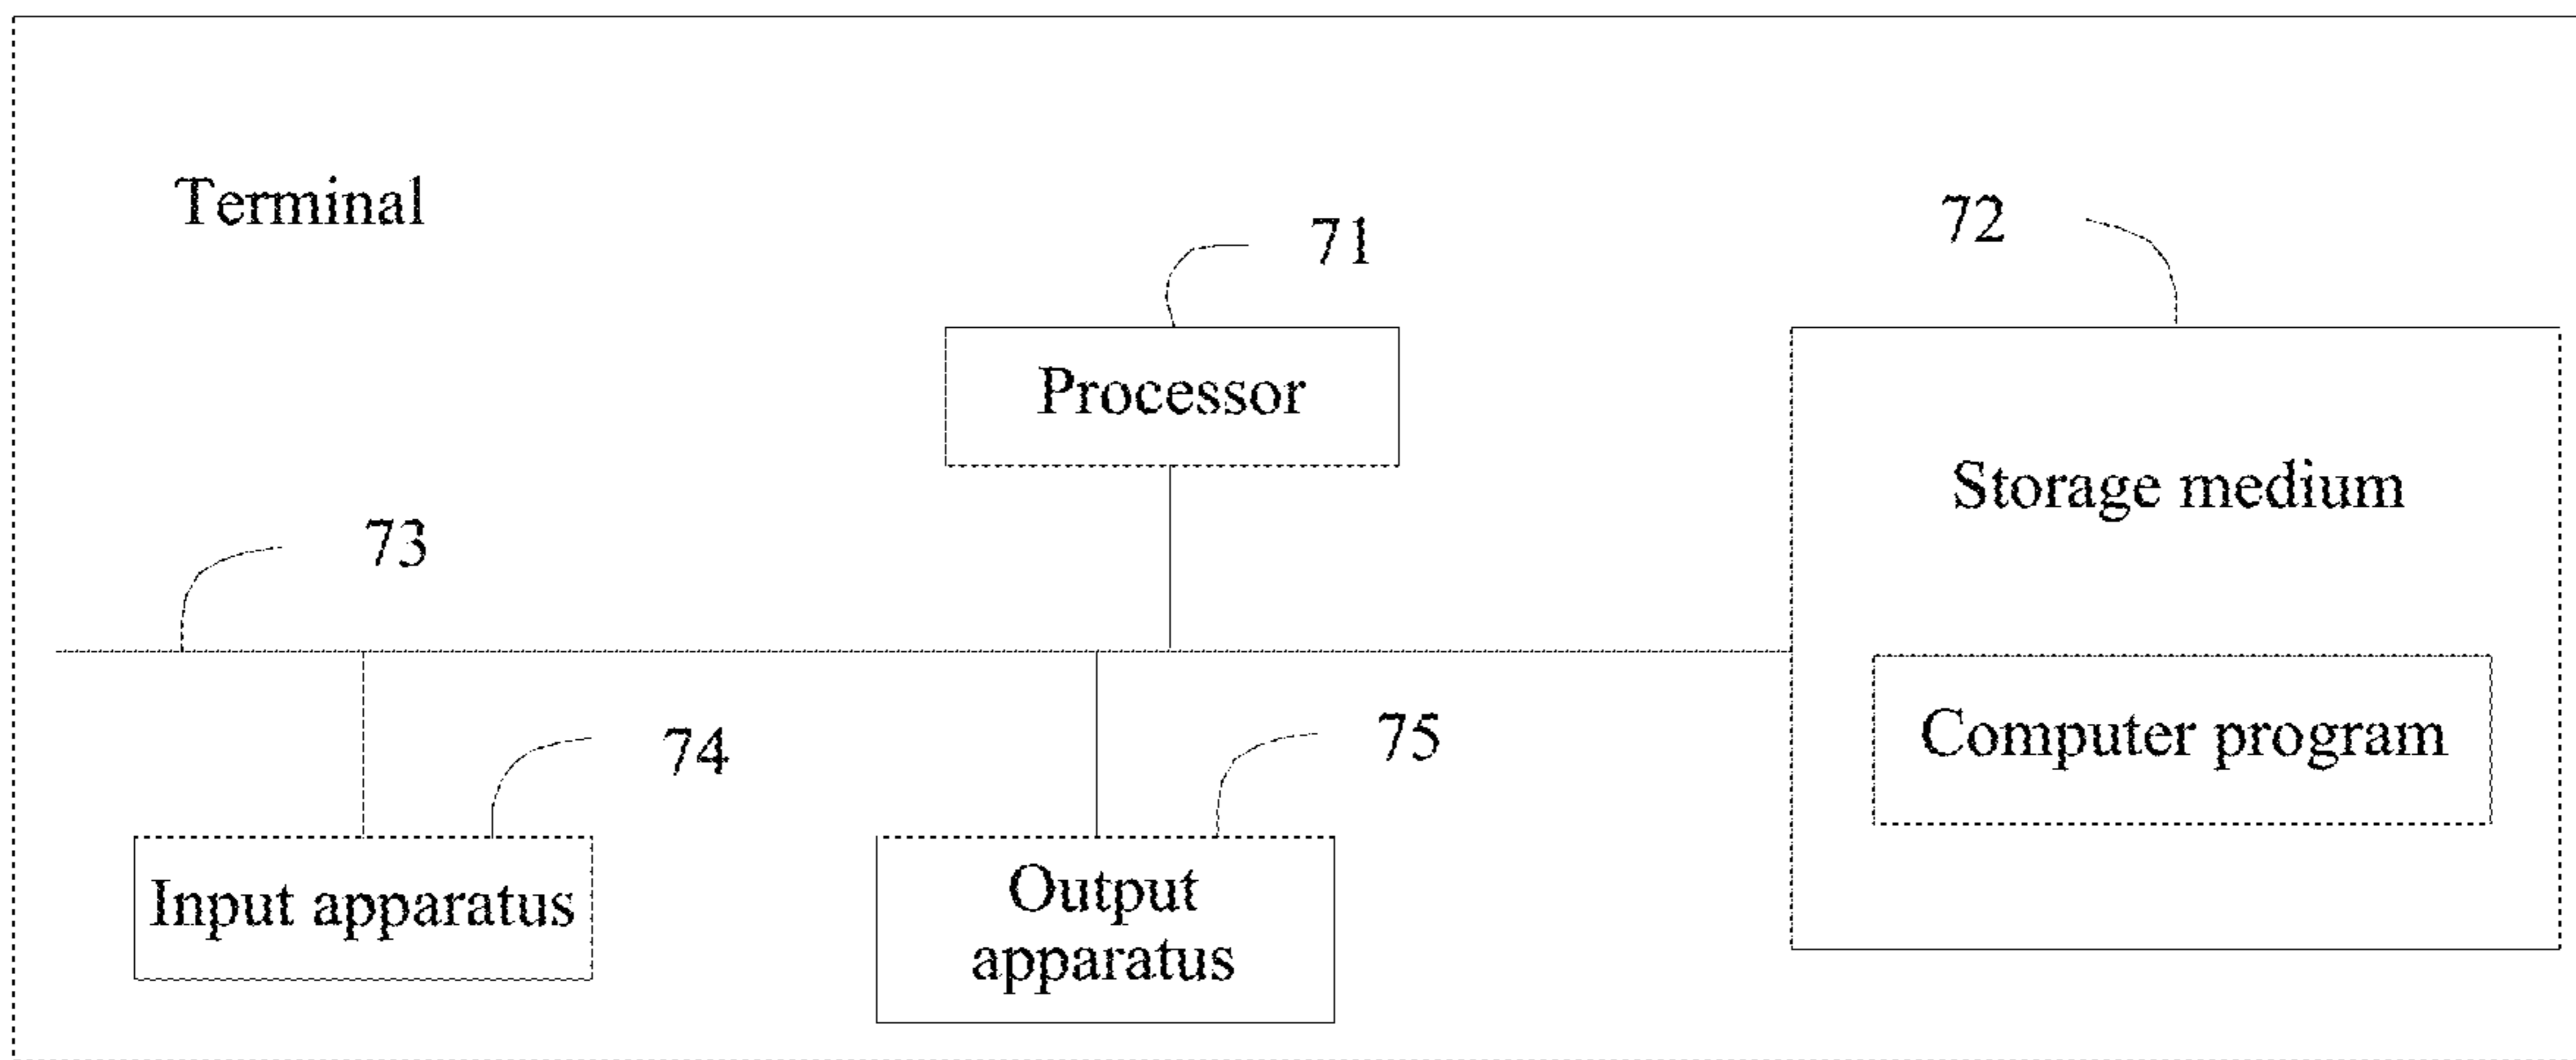 Terminal
71
72
Processor
Storage medium
73
Computer program
74
75
Input apparatus
Output
apparatus